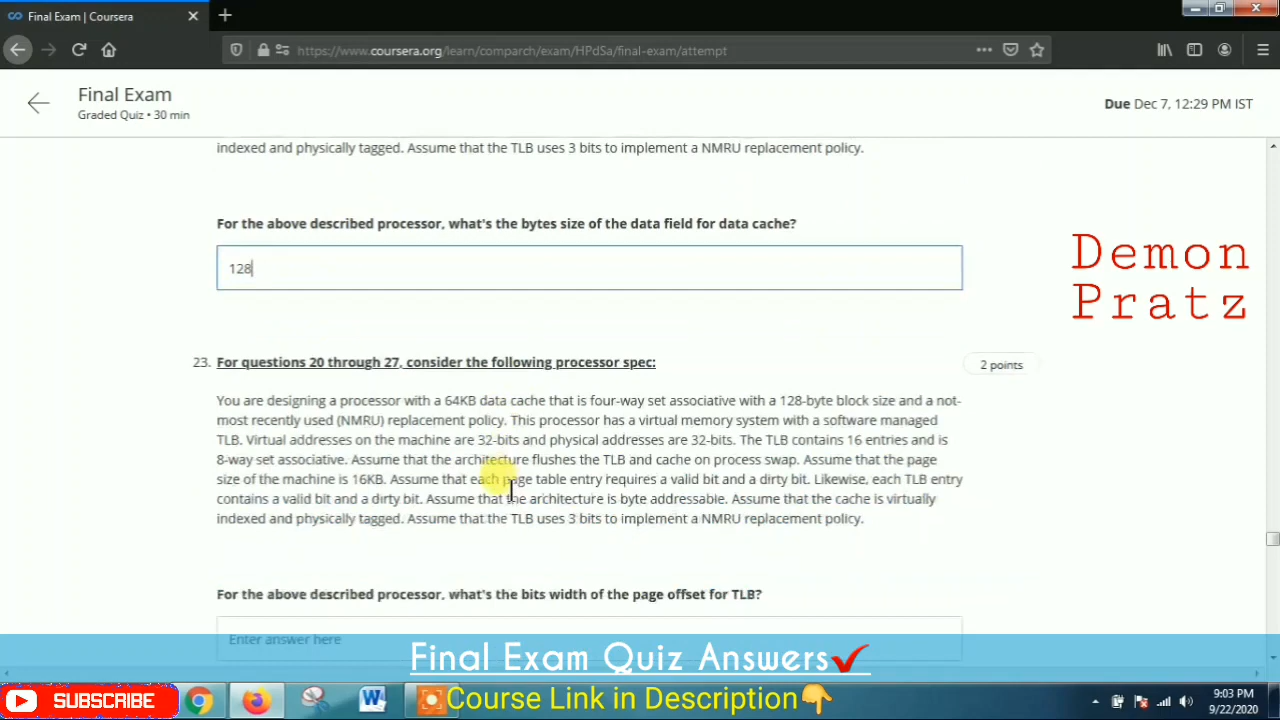 Final Exam | Coursera
https://www.coursera.org/learn/comparch/exam/HPdSa/final-exam/attempt
Final Exam
Graded Quiz • 30 min
Due Dec 7, 12:29 PM IST
indexed and physically tagged. Assume that the TLB uses 3 bits to implement a NMRU replacement policy.
For the above described processor, what's the bytes size of the data field for data cache?
128
Demon
Pratz
23. For questions 20 through 27, consider the following processor spec:
2 points
You are designing a processor with a 64KB data cache that is four-way set associative with a 128-byte block size and a not-
most recently used (NMRU) replacement policy. This processor has a virtual memory system with a software managed
TLB. Virtual addresses on the machine are 32-bits and physical addresses are 32-bits. The TLB contains 16 entries and is
8-way set associative. Assume that the architecture flushes the TLB and cache on process swap. Assume that the page
size of the machine is 16KB. Assume that each page table entry requires a valid bit and a dirty bit. Likewise, each TLB entry
contains a valid bit and a dirty bit. Assume that the architecture is byte addressable. Assume that the cache is virtually
indexed and physically tagged. Assume that the TLB uses 3 bits to implement a NMRU replacement policy.
For the above described processor, what's the bits width of the page offset for TLB?
Enter answer here
Final Exam Quiz Answers
SUBSCRIBE
Course Link in Description
9:03 PM
9/22/2020